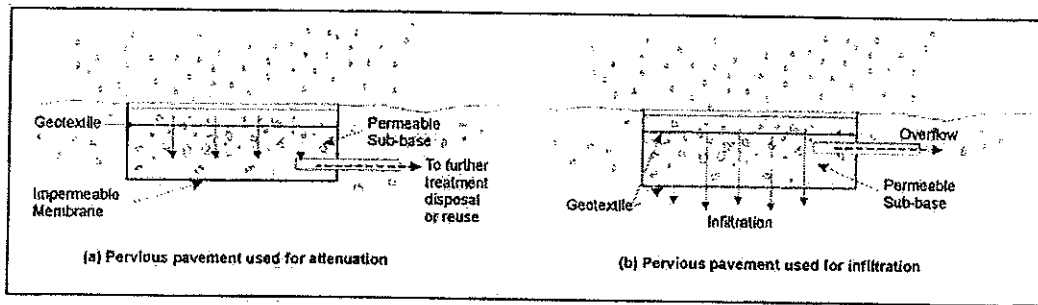 Geotextile
Permeable
Sub-base
To further
treatment
disposal
or reuse
Impermeable
Membrane
(a) Pervious pavement used for attenuation
Overflow
Permeable
Sub-base
Geotextile
Infiltration
(b) Pervious pavement used for infiltration